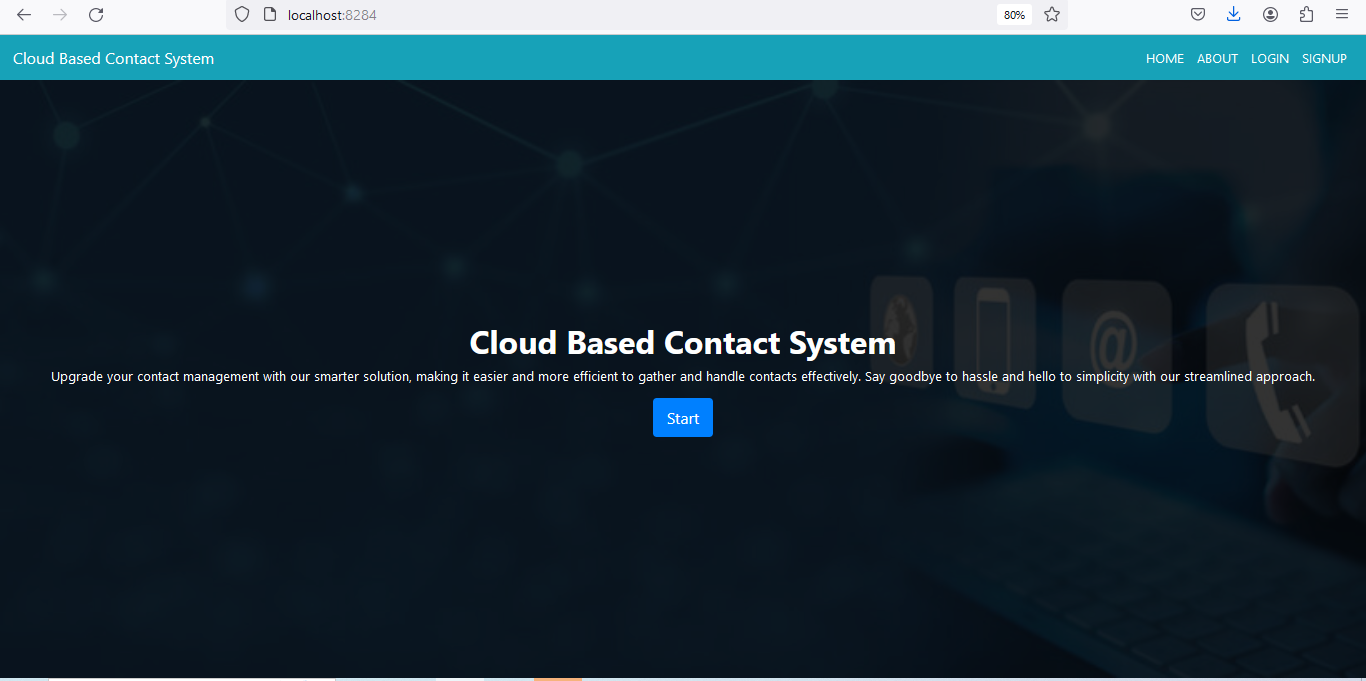 localhost:8284
80%
Cloud Based Contact System
HOME ABOUT LOGIN SIGNUP
Cloud Based Contact System
Upgrade your contact management with our smarter solution, making it easier and more efficient to gather and handle contacts effectively. Say goodbye to hassle and hello to simplicity with our streamlined approach.
Start
@